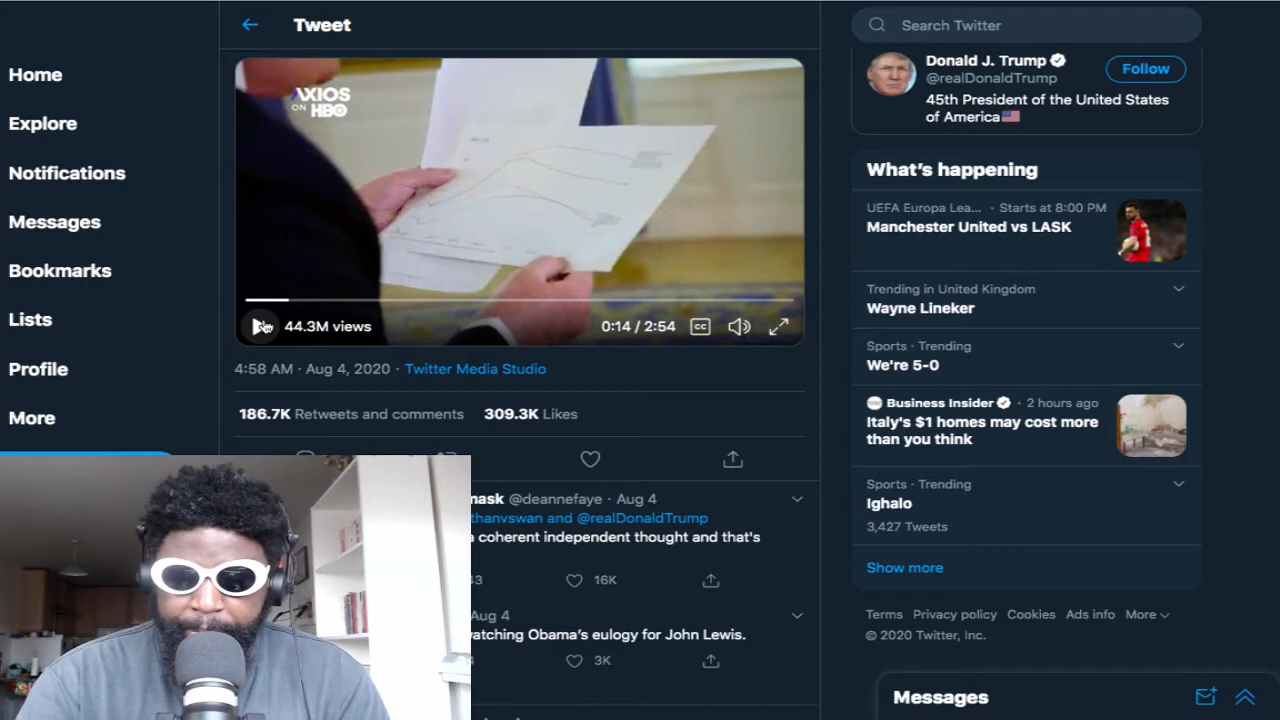 Home
Explore
Notifications
Messages
Bookmarks
Lists
Profile
More
Tweet
AXIOS
ON HBO
44.3M views
0:14 / 2:54
CC
4:58 AM · Aug 4, 2020 · Twitter Media Studio
186.7K Retweets and comments 309.3K Likes
mask @deannefaye · Aug 4
thanvswan and @realDonaldTrump
coherent independent thought and that's
16K
Aug 4
watching Obama's eulogy for John Lewis.
3K
Search Twitter
Donald J. Trump
@realDonaldTrump
Follow
45th President of the United States
of America
What's happening
UEFA Europa Lea... · Starts at 8:00 PM
Manchester United vs LASK
Trending in United Kingdom
Wayne Lineker
Sports · Trending
We're 5-0
Business Insider · 2 hours ago
Italy's $1 homes may cost more
than you think
Sports · Trending
Ighalo
3,427 Tweets
Show more
Terms Privacy policy Cookies Ads info More
© 2020 Twitter, Inc.
Messages